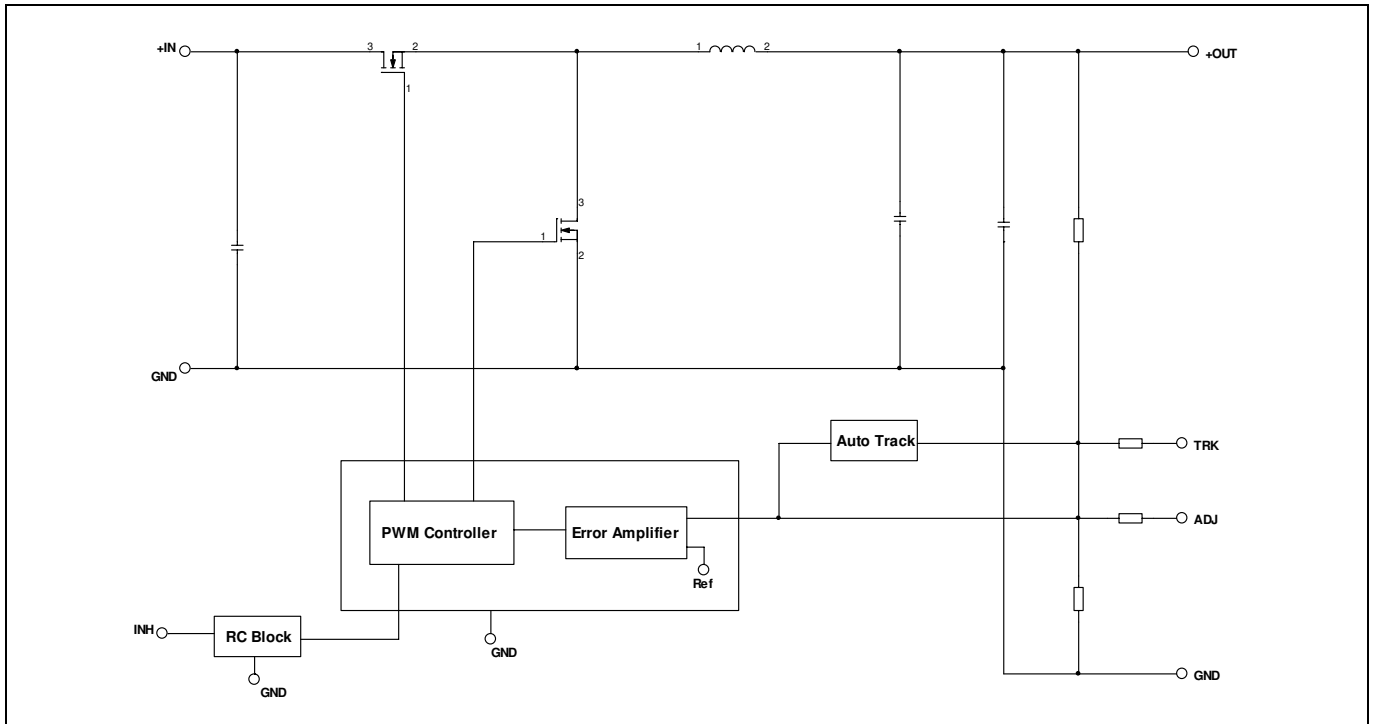 +IN
3
2
1
1
2
+OUT
3
1
2
GND
Auto Track
TRK
PWM Controller
Error Amplifier
ADJ
Ref
INH
RC Block
GND
GND
GND